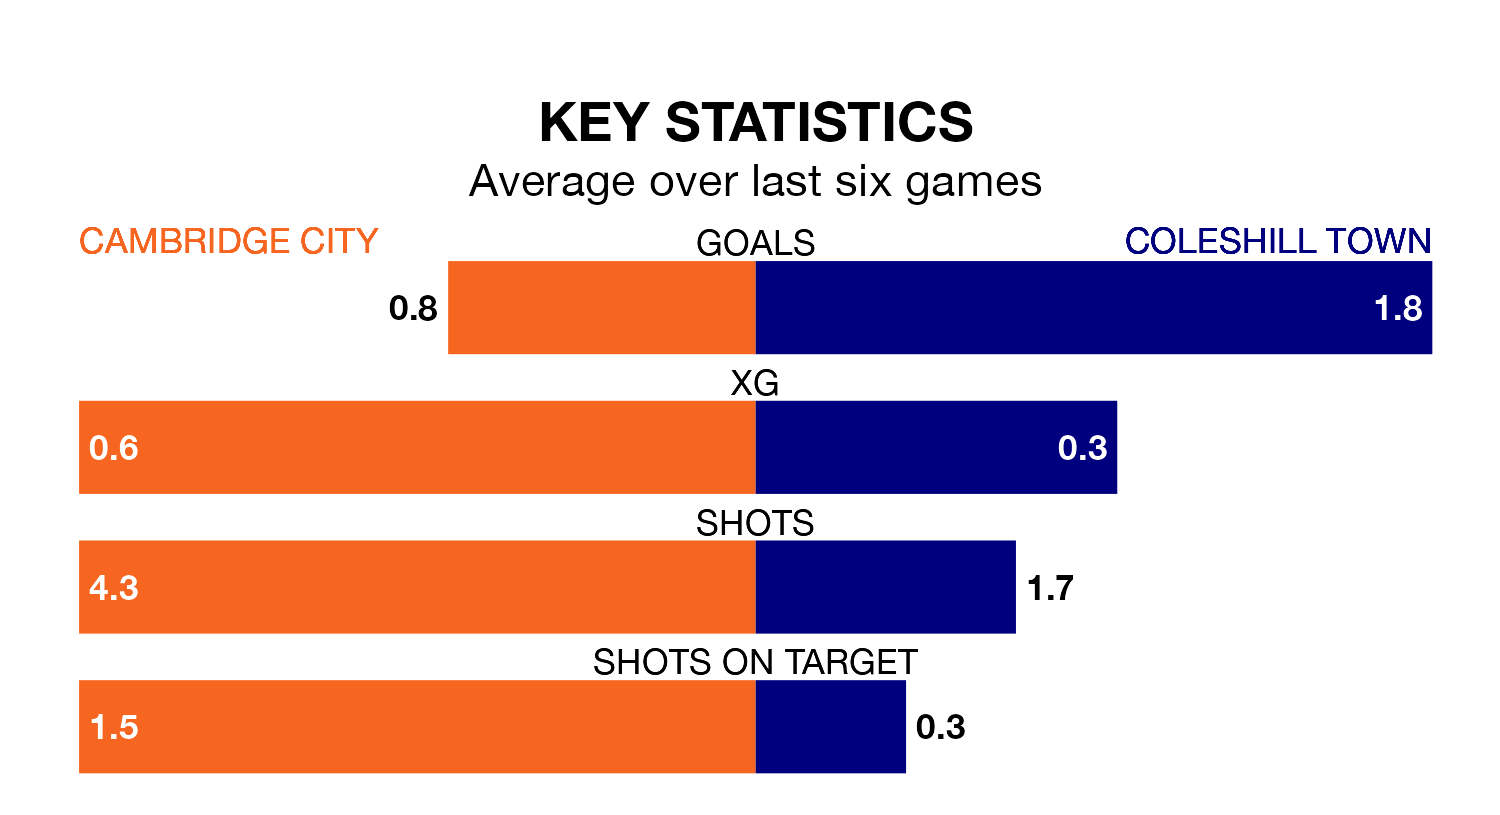 KEY STATISTICS
Average over last six games
CAMBRIDGE CITY
GOALS
COLESHILL TOWN
0.8
1.8
XG
0.6
0.3
SHOTS
4.3
1.7
SHOTS ON TARGET
1.5
0.3